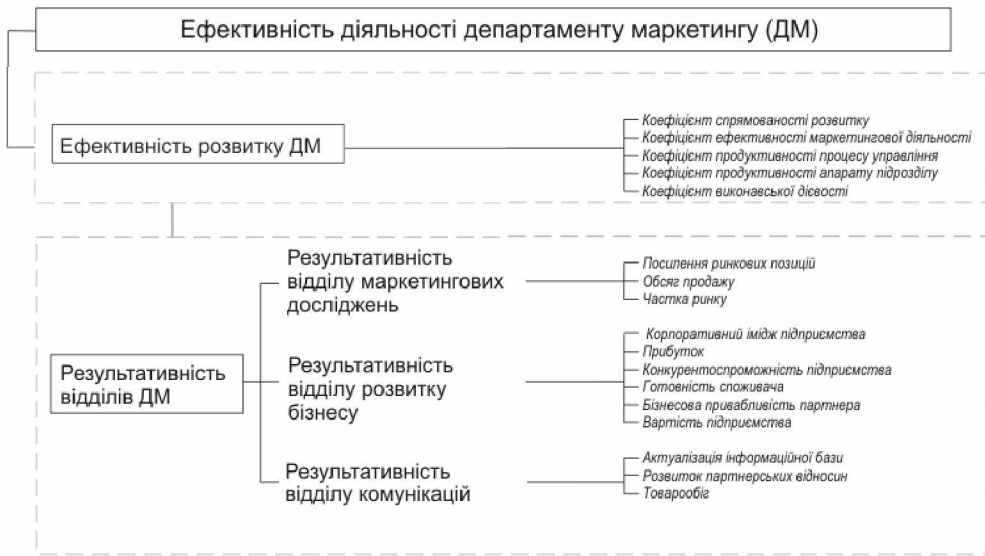 Ефективність діяльності департаменту маркетингу (ДМ)
Ефективність розвитку ДМ
Коефіцієнт спрямованості розвитку
Коефіцієнт ефективності маркетингової діяльності
Коефіцієнт продуктивності процесу управління
Коефіцієнт продуктивності апарату підрозділу
Коефіцієнт виконавської дієвості
Результативність
відділів ДМ
Результативність
відділу маркетингових
досліджень
Посилення ринкових позицій
Обсяг продажу
Частка ринку
Результативність
відділу розвитку
бізнесу
Корпоративний імідж підприємства
Прибуток
Конкурентоспроможність підприємства
Готовність споживача
Бізнесова привабливість партнера
Вартість підприємства
Результативність
відділу комунікацій
Актуалізація інформаційної бази
Розвиток партнерських відносин
Товарообіг